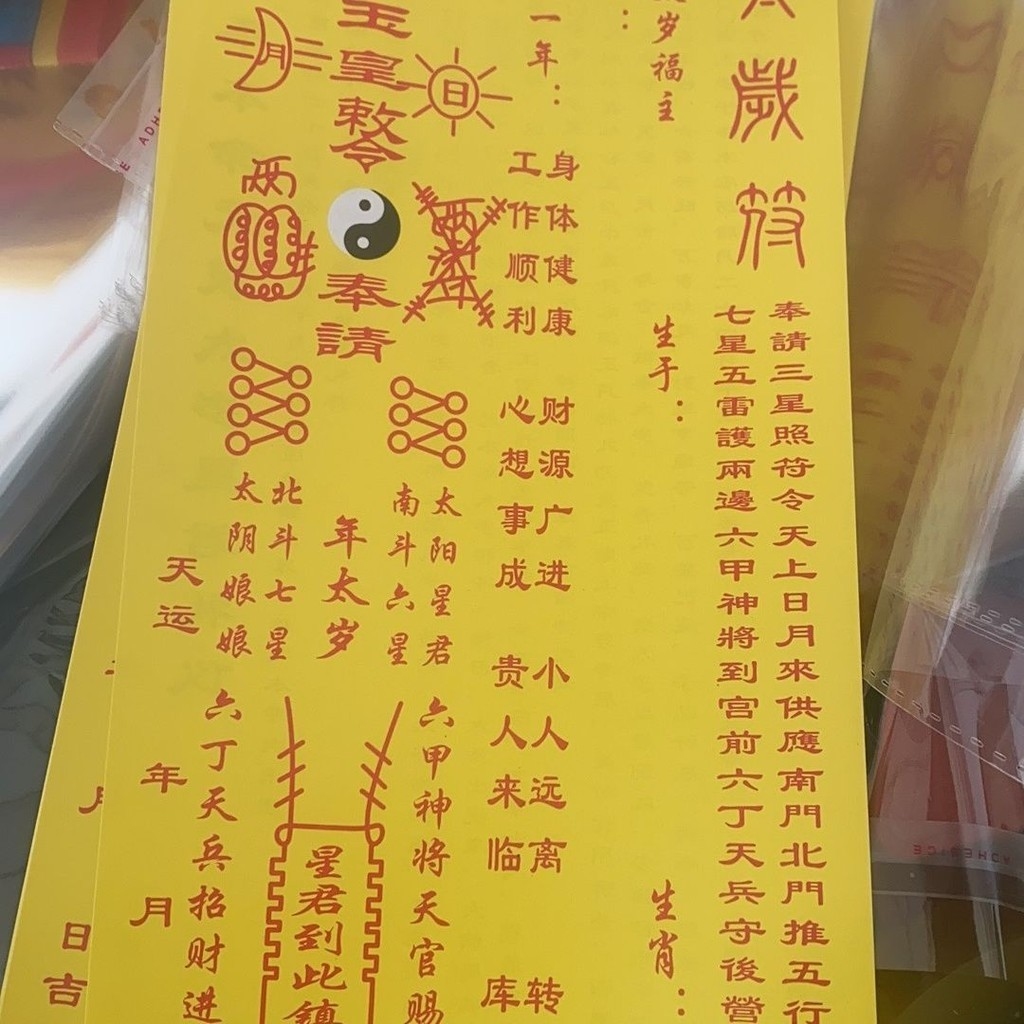 太歲符
奉請三星照符令天上日月來供應南門北門推五行
七星五雷護兩邊六甲神將到宮前六丁天兵守後營
岁福主
：
生于：
生肖：
一年：
身体健康
工作顺利
财源广进
心想事成
小人远离
贵人来临
转
库
玉皇敕令
月
日
奉請
太阳星君
南斗六星
年太岁
北斗七星
太阴娘娘
六甲神将天官赐
星君到此鎮
六丁天兵招财进
天运
年
月
日吉
ADHESICE